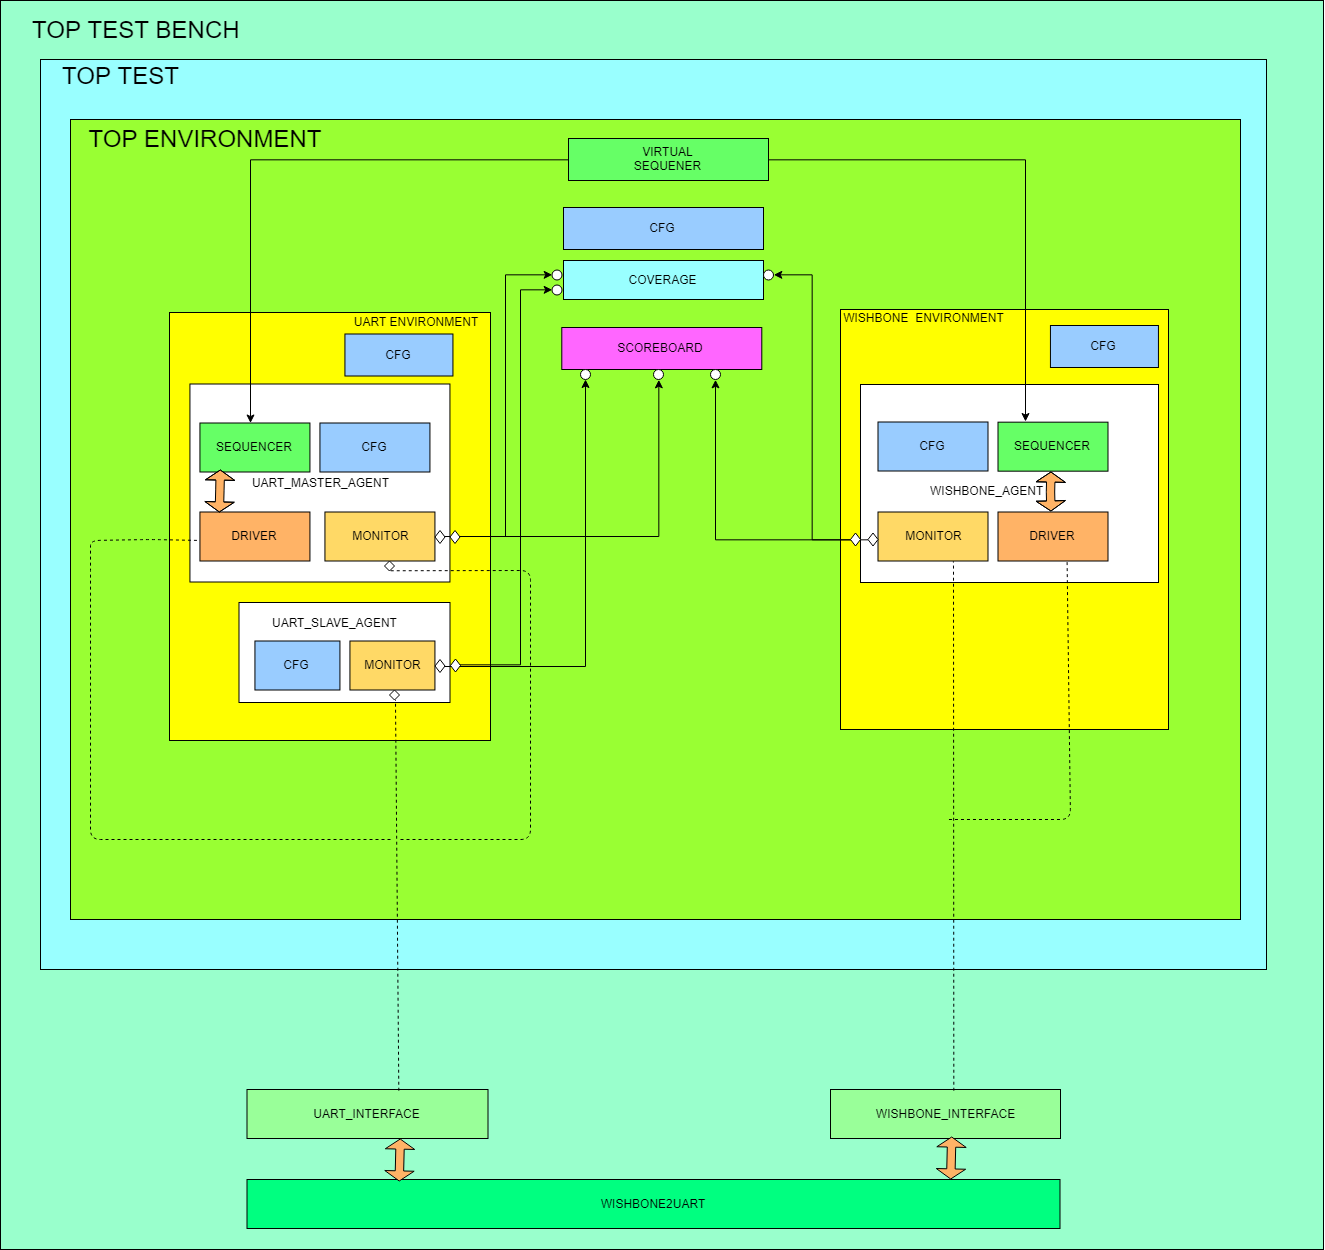 TOP TEST BENCH
TOP TEST
TOP ENVIRONMENT
VIRTUAL
SEQUENER
CFG
COVERAGE
UART ENVIRONMENT
CFG
SCOREBOARD
WISHBONE ENVIRONMENT
CFG
SEQUENCER
CFG
UART_MASTER_AGENT
DRIVER
MONITOR
UART_SLAVE_AGENT
CFG
MONITOR
CFG
SEQUENCER
WISHBONE_AGENT
MONITOR
DRIVER
UART_INTERFACE
WISHBONE_INTERFACE
WISHBONE2UART